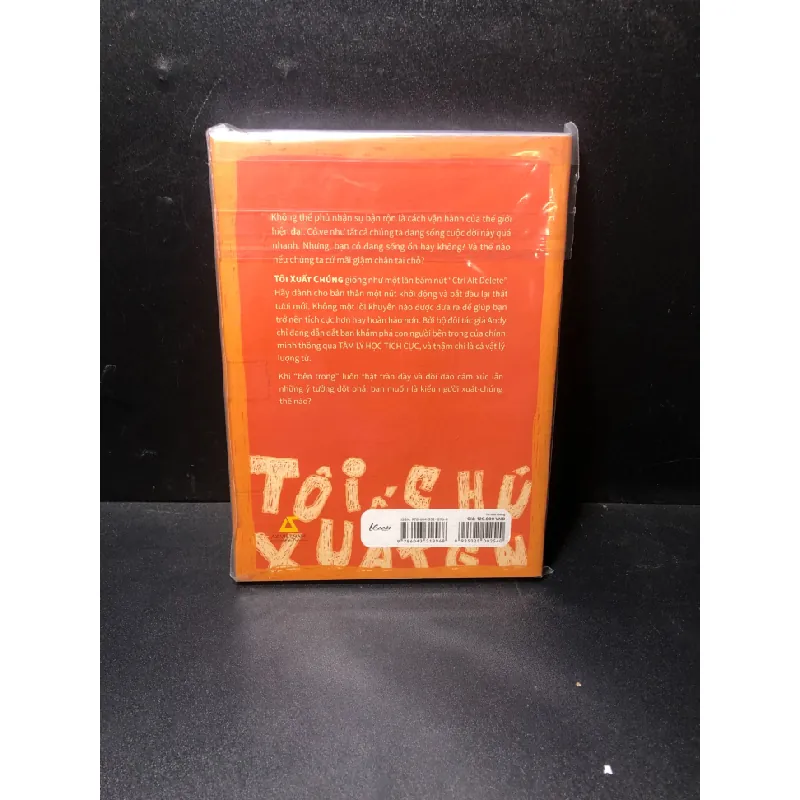 Không thể phủ nhận sự bận rộn là cách vận hành của thế giới
hiện đại. Có vẻ như tất cả chúng ta đang sống cuộc đời này quá
nhanh. Nhưng, bạn có đang sống ổn hay không? Và thế nào
nếu chúng ta cứ mãi giậm chân tại chỗ?
TÔI XUẤT CHÚNG giống như một lần bấm nút "Ctrl Alt Delete"
Hãy dành cho bản thân một nút khởi động và bắt đầu lại thật
tươi mới. Không một lời khuyên nào được đưa ra để giúp bạn
trở nên tích cực hơn hay hoàn hảo hơn. Bởi bộ đôi tác giả Andy
chỉ đang dẫn dắt bạn khám phá con người bên trong của chính
mình thông qua TÂM LÝ HỌC TÍCH CỰC, và thậm chí là cả vật lý
lượng tử.
Khi "bên trong" luôn thật tràn đầy và dồi dào cảm xúc lẫn
những ý tưởng đột phá, bạn muốn là kiểu người xuất chúng
thế nào?
TÔI CHÚ
XUẤT